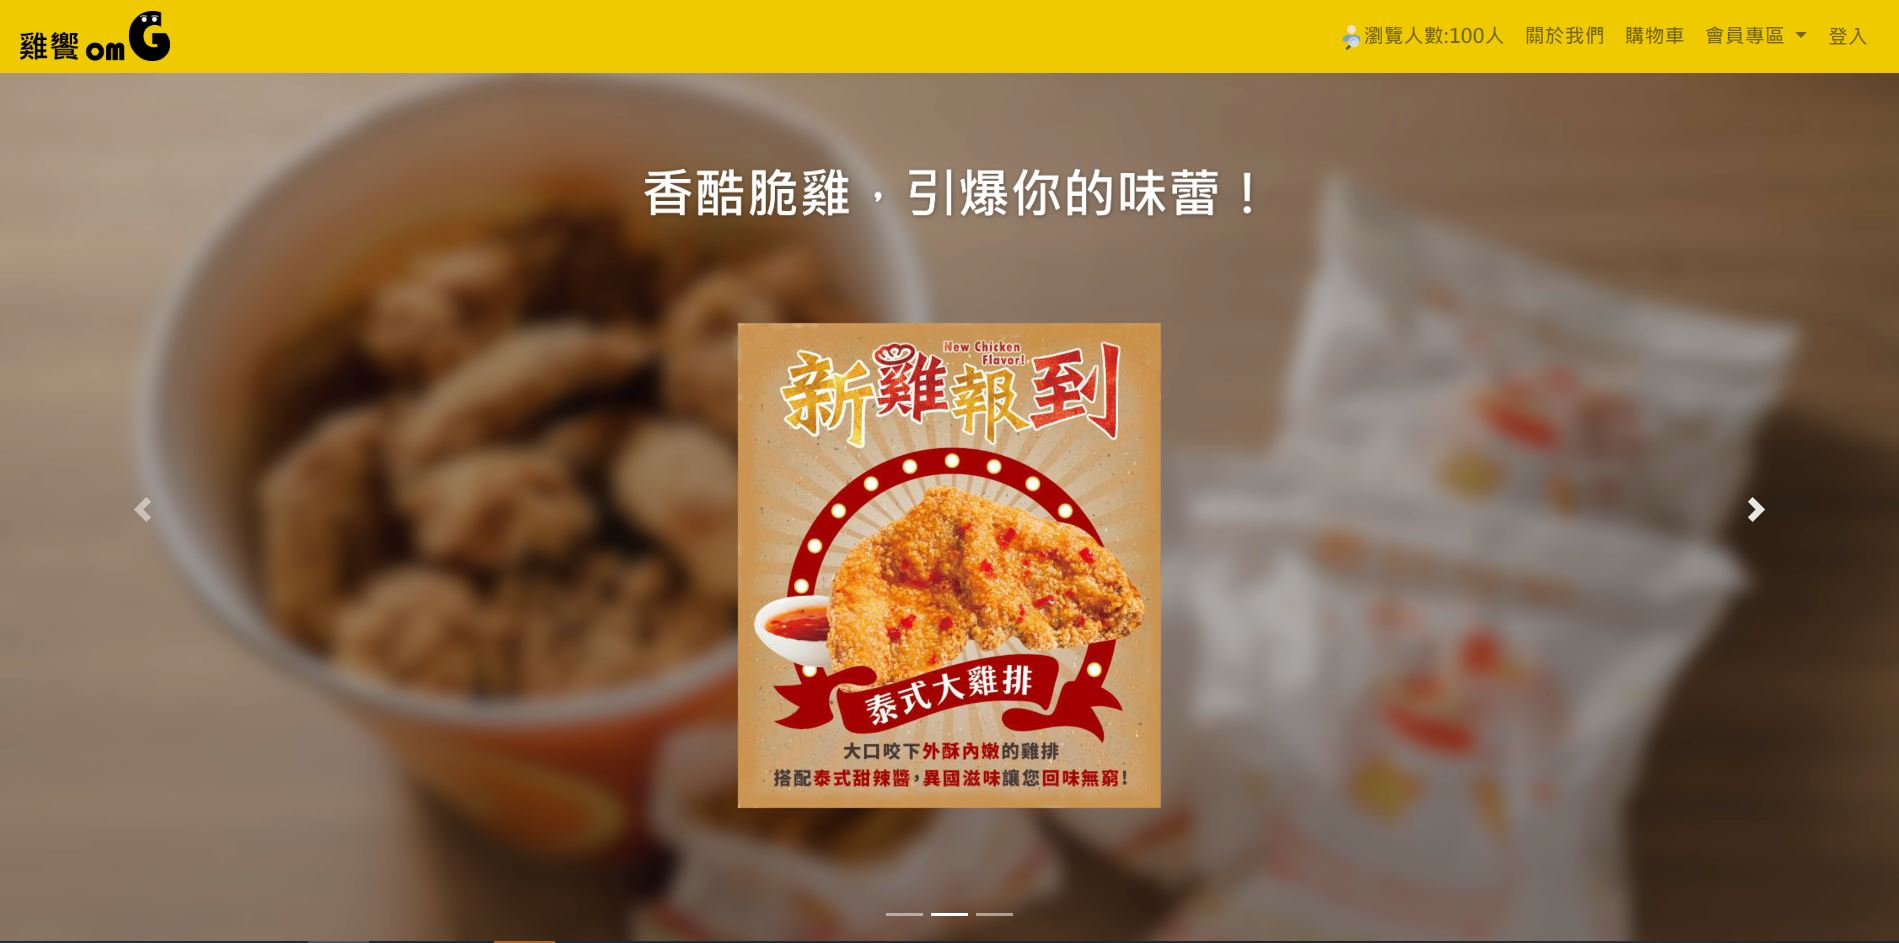 雞饗 omG
瀏覽人數:100人 關於我們 購物車 會員專區 登入
香酷脆雞，引爆你的味蕾！
New Chicken
Flavor!
新雞報到
泰式大雞排
大口咬下外酥內嫩的雞排
搭配泰式甜辣醬，異國滋味讓您回味無窮！